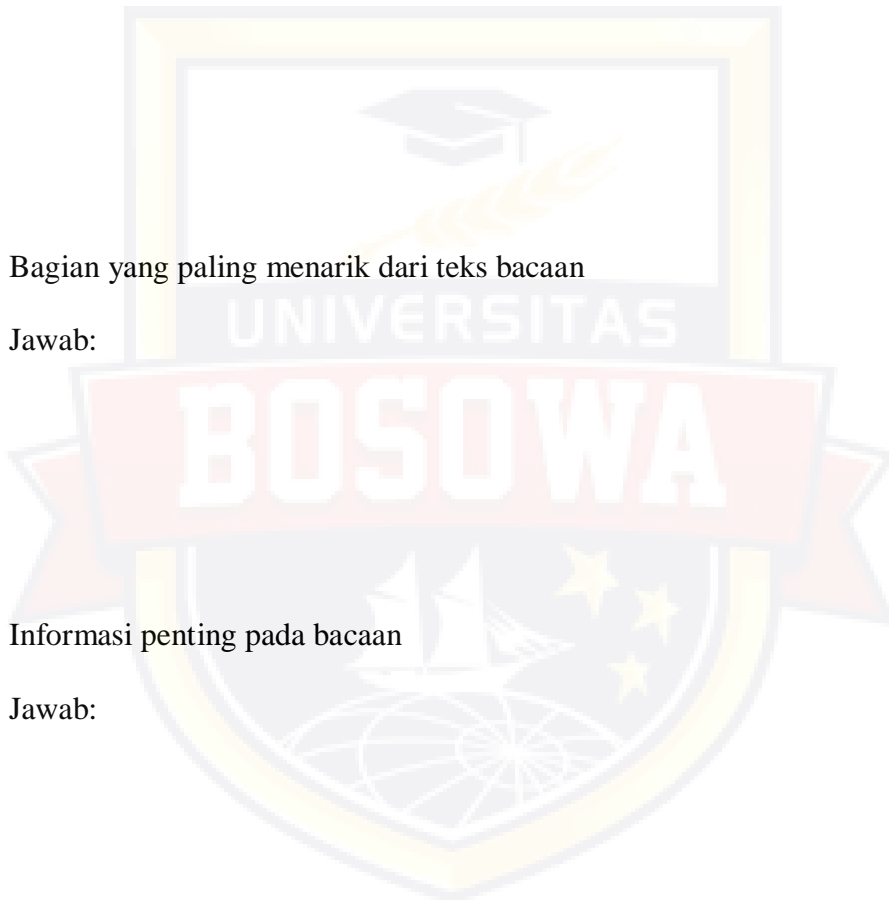 Bagian yang paling menarik dari teks bacaan
UNIVERSITAS
Jawab:
BOSOWA
Informasi penting pada bacaan
Jawab: